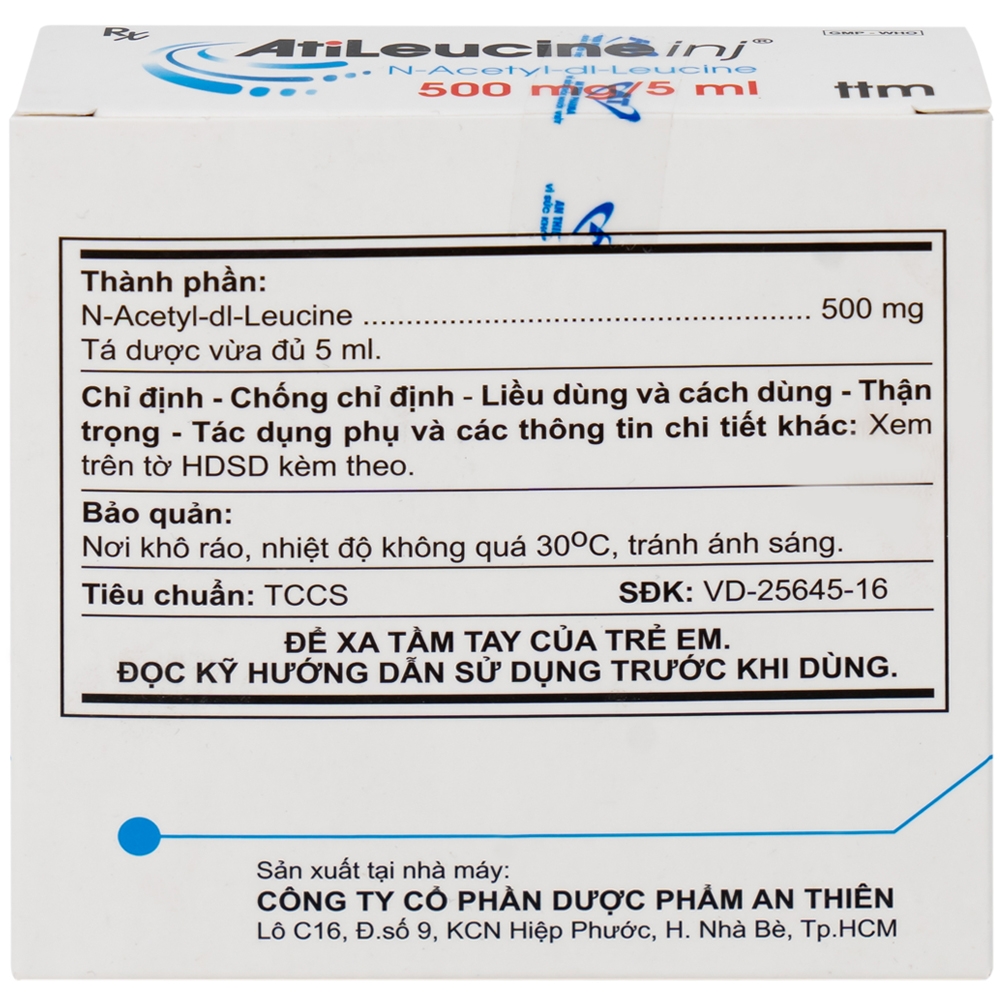 Rx AtiLeucine inj® [GMP - WHO]
N-Acetyl-dl-Leucine
500 mg/5 ml ttm
AN THIÊN
Thành phần:
N-Acetyl-dl-Leucine ................................................ 500 mg
Tá dược vừa đủ 5 ml.
Chỉ định - Chống chỉ định - Liều dùng và cách dùng - Thận
trọng - Tác dụng phụ và các thông tin chi tiết khác: Xem
trên tờ HDSD kèm theo.
Bảo quản:
Nơi khô ráo, nhiệt độ không quá 30ºC, tránh ánh sáng.
Tiêu chuẩn: TCCS SĐK: VD-25645-16
ĐỂ XA TẦM TAY CỦA TRẺ EM.
ĐỌC KỸ HƯỚNG DẪN SỬ DỤNG TRƯỚC KHI DÙNG.
Sản xuất tại nhà máy:
CÔNG TY CỔ PHẦN DƯỢC PHẨM AN THIÊN
Lô C16, Đ.số 9, KCN Hiệp Phước, H. Nhà Bè, Tp.HCM